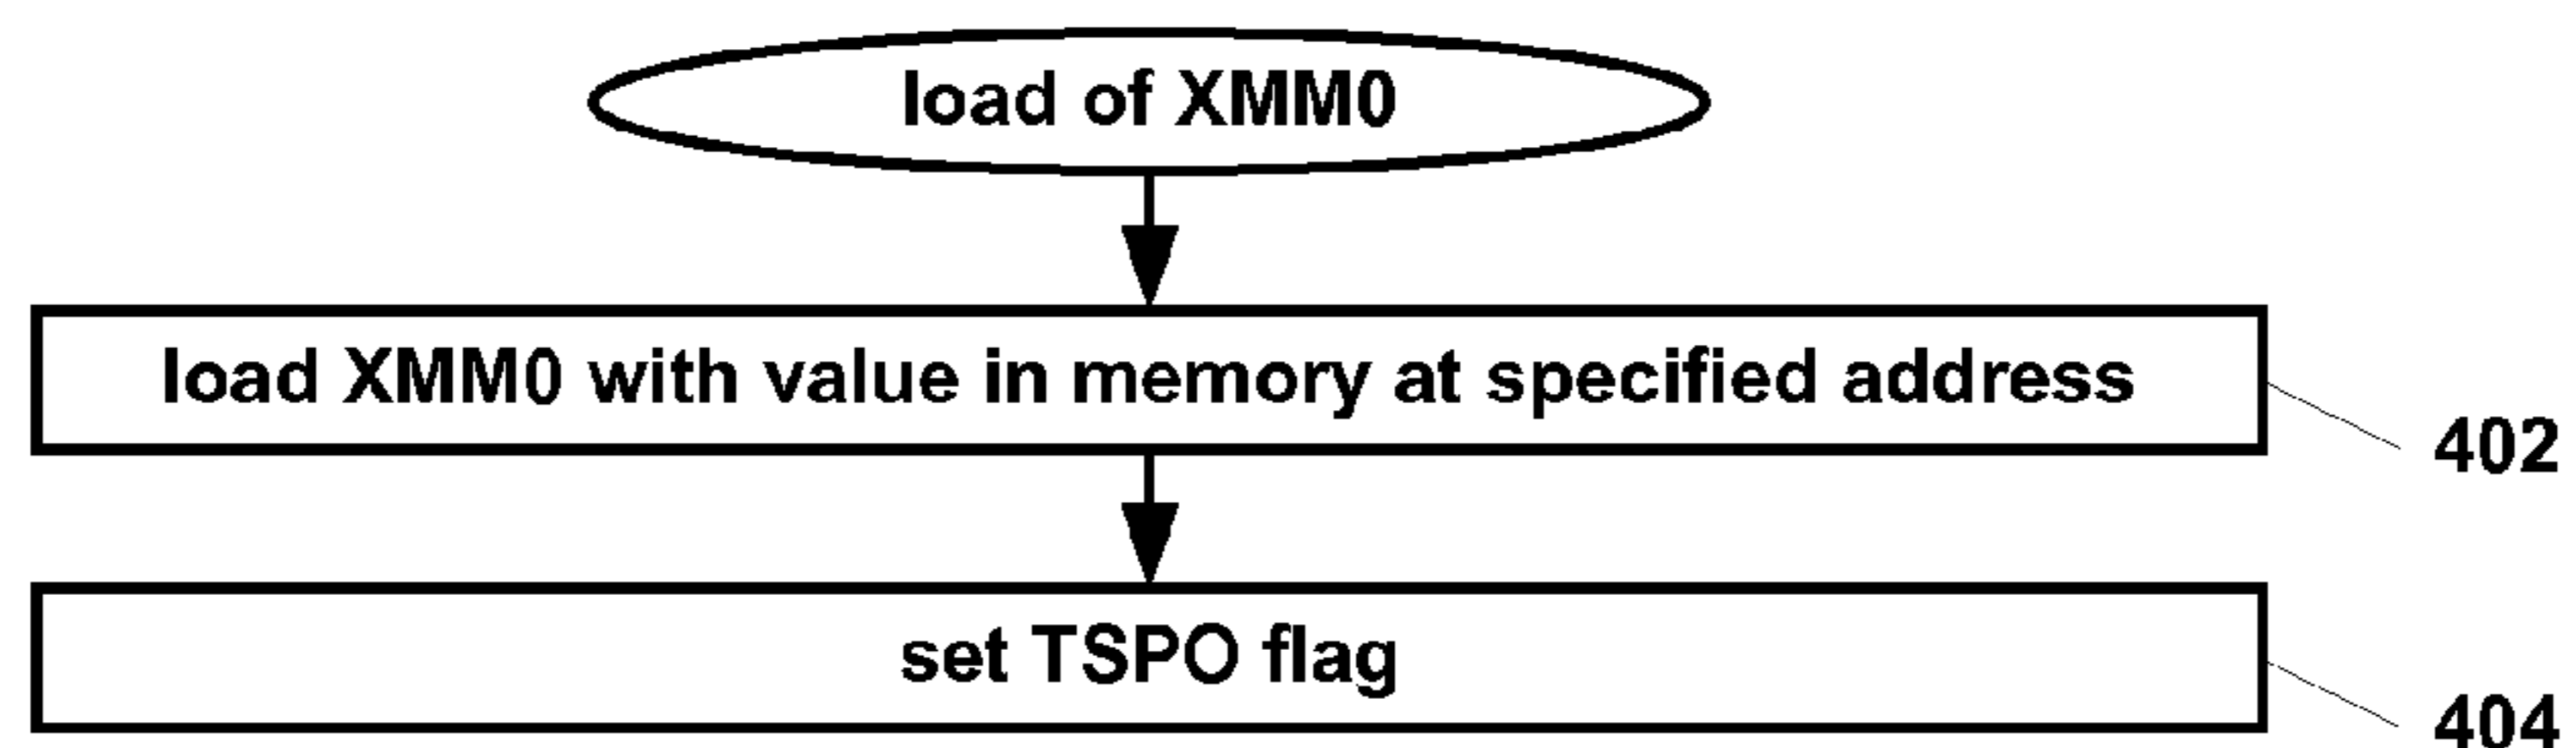 load of XMM0
load XMM0 with value in memory at specified address
402
set TSPO flag
404